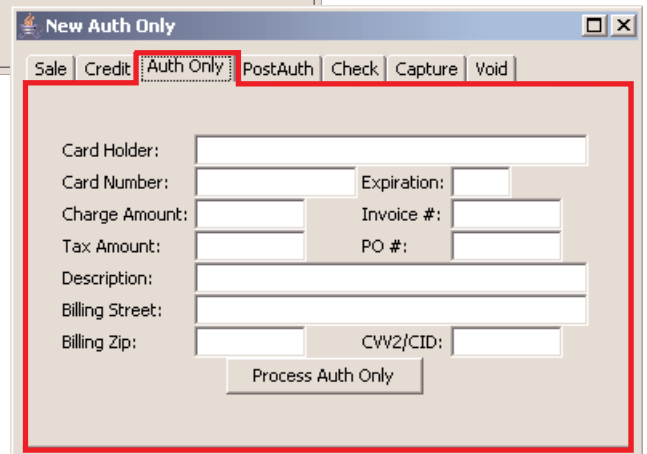 New Auth Only
Sale Credit Auth Only PostAuth Check Capture Void
Card Holder:
Card Number: Expiration:
Charge Amount: Invoice #:
Tax Amount: PO #:
Description:
Billing Street:
Billing Zip: CVV2/CID:
Process Auth Only